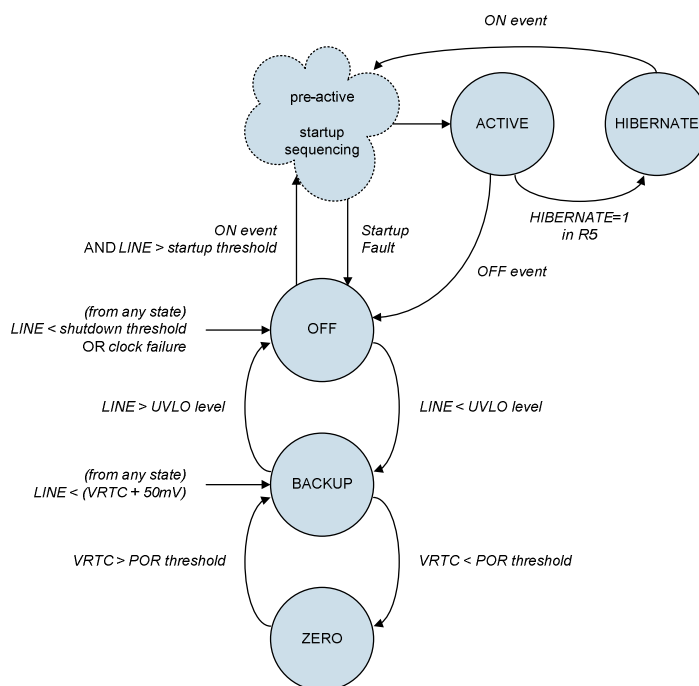 ON event
pre-active
startup
sequencing
ACTIVE
HIBERNATE
HIBERNATE=1
in R5
ON event
AND LINE > startup threshold
Startup
Fault
OFF event
(from any state)
LINE < shutdown threshold
OR clock failure
OFF
LINE > UVLO level
LINE < UVLO level
(from any state)
LINE < (VRTC + 50mV)
BACKUP
VRTC > POR threshold
VRTC < POR threshold
ZERO